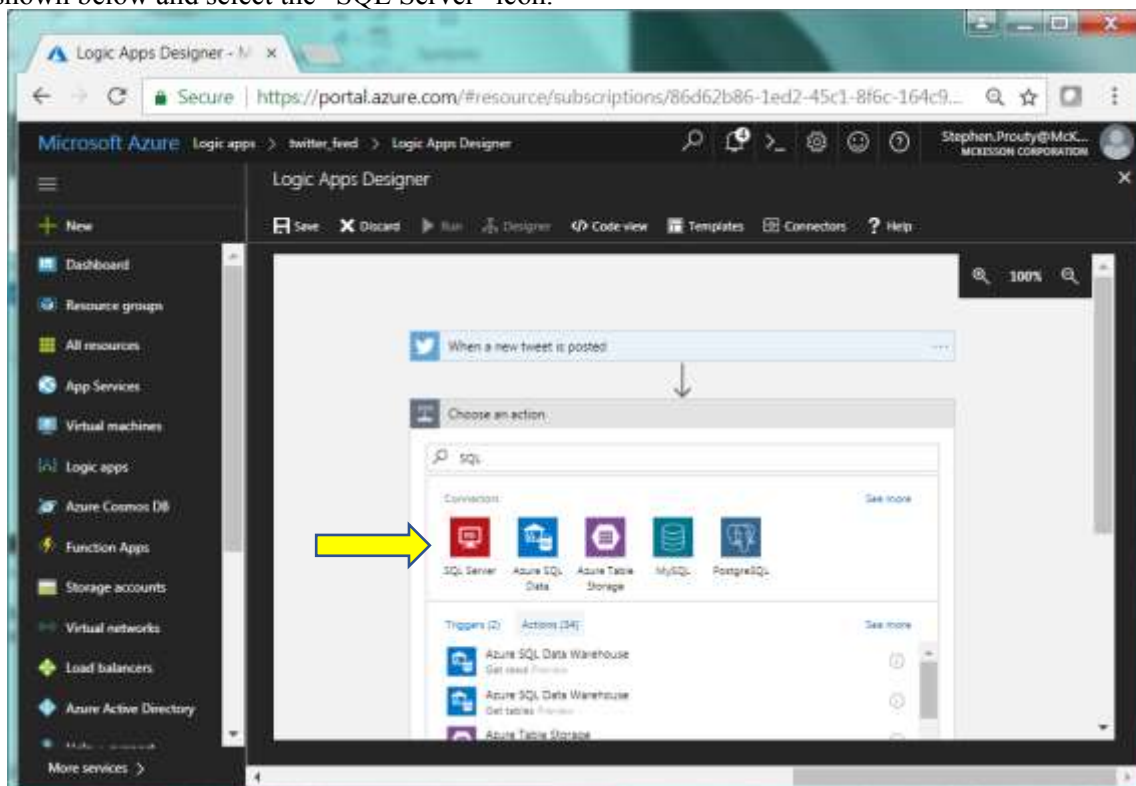 shown below and select the "SQL Server" icon.
Logic Apps Designer - M ×
Secure | https://portal.azure.com/#resource/subscriptions/86d62b86-1ed2-45c1-8f6c-164c9...
Microsoft Azure Logic apps > twitter_feed > Logic Apps Designer
4
Stephen.Prouty@McK...
MCKESSON CORPORATION
Logic Apps Designer
New
Save Discard Run Designer Code view Templates Connectors ? Help
Dashboard
Resource groups
All resources
App Services
Virtual machines
Logic apps
Azure Cosmos DB
Function Apps
Storage accounts
Virtual networks
Load balancers
Azure Active Directory
More services >
100%
When a new tweet is posted
Choose an action
SQL
Connectors See more
SQL Server Azure SQL Data Azure Table Storage MySQL PostgreSQL
Triggers (2) Actions (34) See more
Azure SQL Data Warehouse
Get rows Preview
Azure SQL Data Warehouse
Get tables Preview
Azure Table Storage